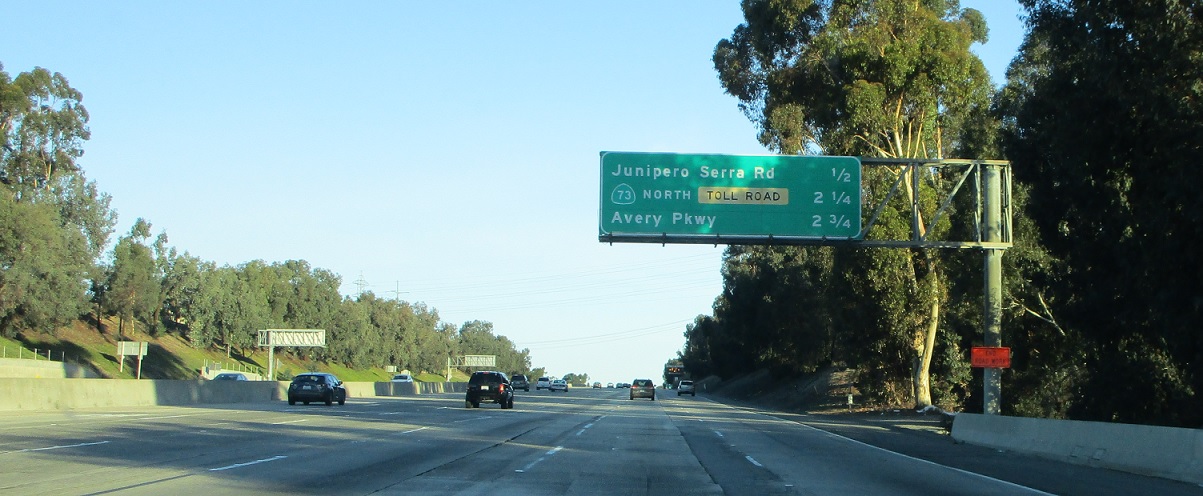 Junipero Serra Rd 1/2
73 NORTH TOLL ROAD 2 1/4
Avery Pkwy 2 3/4